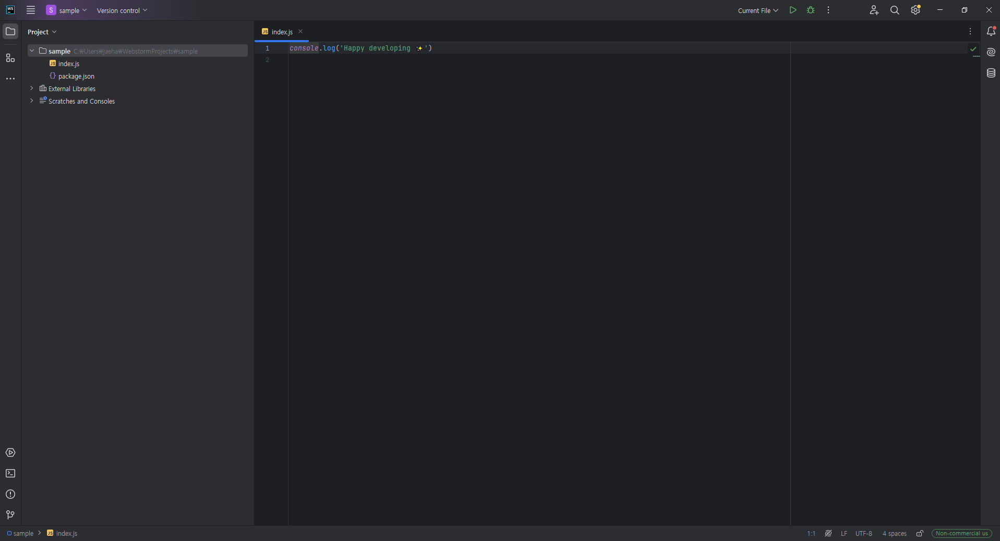 WS
S sample Version control Current File
Project
index.js
sample C:₩Users₩jaeha₩WebstormProjects₩sample
index.js
package.json
External Libraries
Scratches and Consoles
1 console.log('Happy developing ✨')
2
sample > index.js 1:1 LF UTF-8 4 spaces Non-commercial us